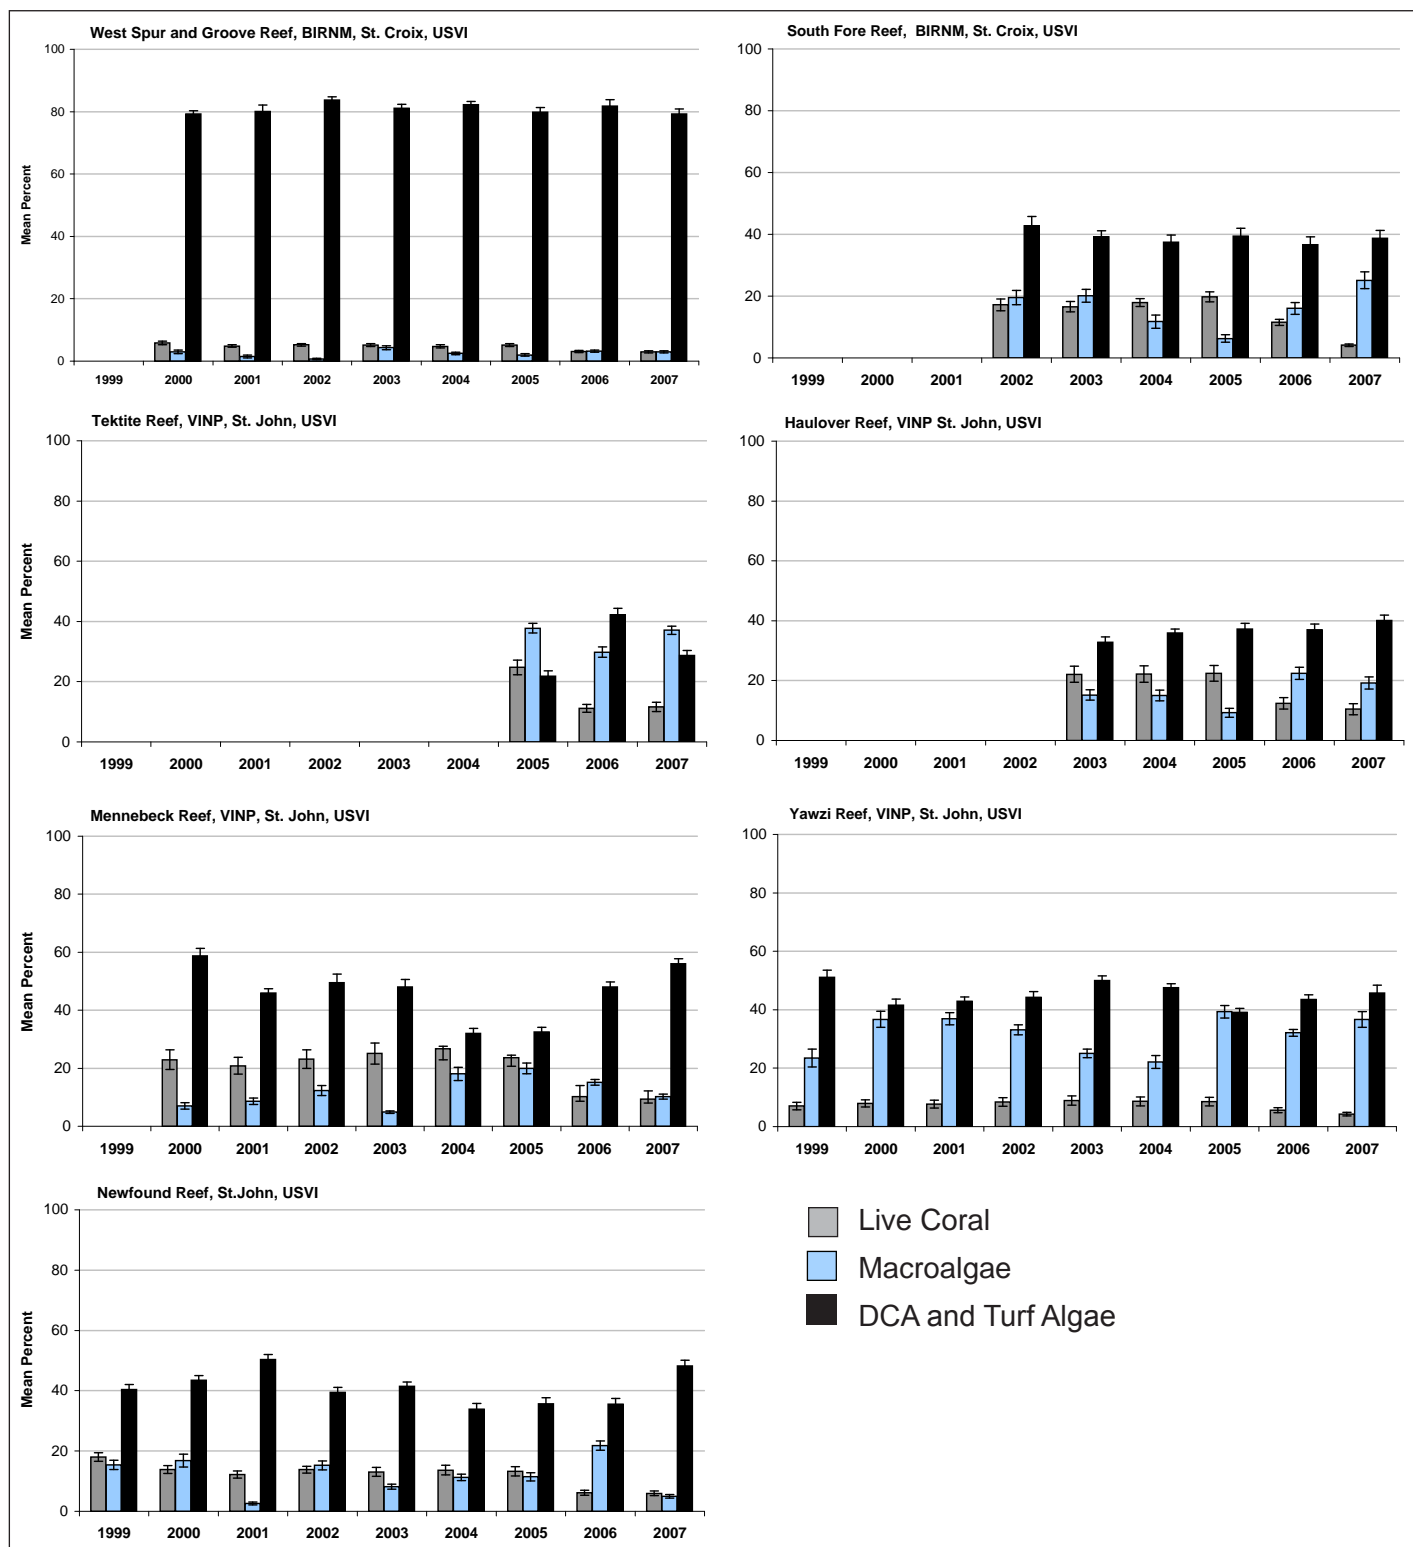 West Spur and Groove Reef, BIRNM, St. Croix, USVI
100
80
60
40
20
0
Mean Percent
1999 2000 2001 2002 2003 2004 2005 2006 2007
South Fore Reef, BIRNM, St. Croix, USVI
100
80
60
40
20
0
1999 2000 2001 2002 2003 2004 2005 2006 2007
Tektite Reef, VINP, St. John, USVI
100
80
60
40
20
0
Mean Percent
1999 2000 2001 2002 2003 2004 2005 2006 2007
Haulover Reef, VINP St. John, USVI
100
80
60
40
20
0
1999 2000 2001 2002 2003 2004 2005 2006 2007
Mennebeck Reef, VINP, St. John, USVI
100
80
60
40
20
0
Mean Percent
1999 2000 2001 2002 2003 2004 2005 2006 2007
Yawzi Reef, VINP, St. John, USVI
100
80
60
40
20
0
1999 2000 2001 2002 2003 2004 2005 2006 2007
Newfound Reef, St.John, USVI
100
80
60
40
20
0
Mean Percent
1999 2000 2001 2002 2003 2004 2005 2006 2007
Live Coral
Macroalgae
DCA and Turf Algae